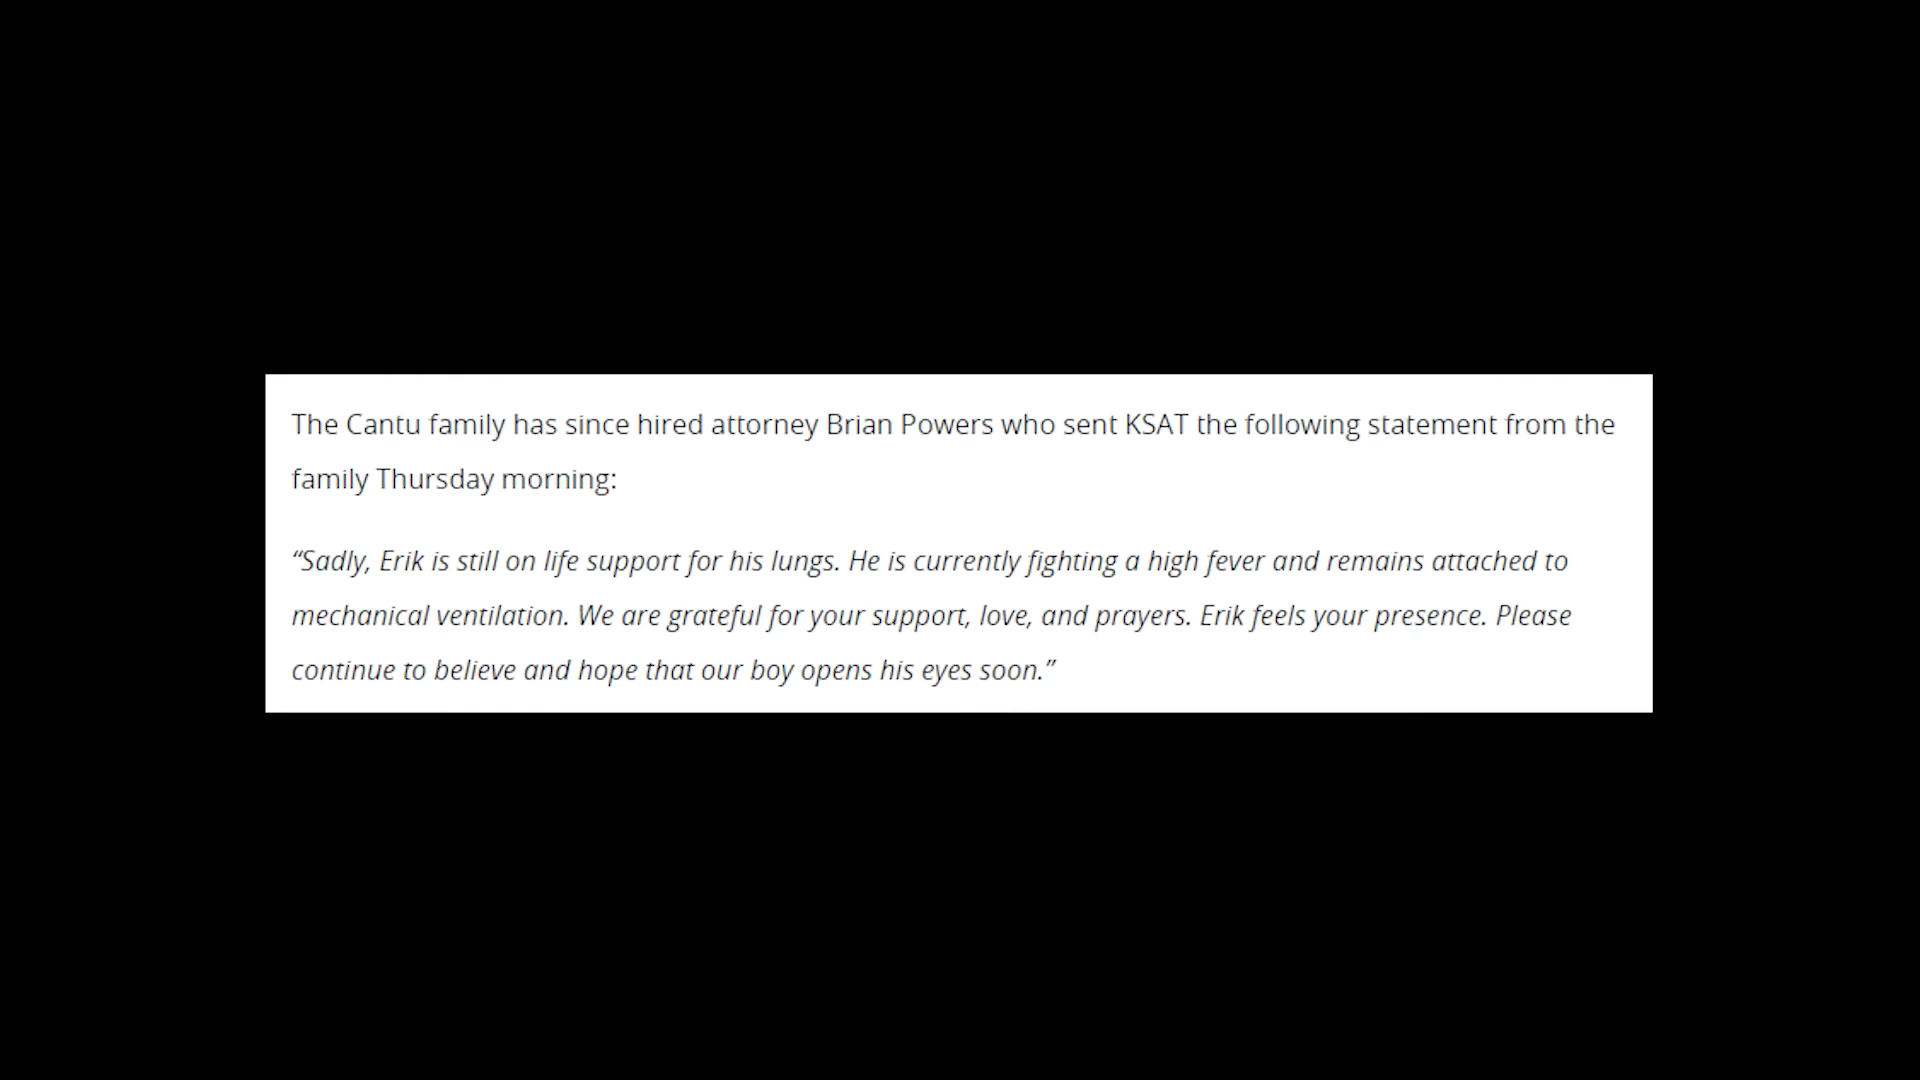 The Cantu family has since hired attorney Brian Powers who sent KSAT the following statement from the
family Thursday morning:
“Sadly, Erik is still on life support for his lungs. He is currently fighting a high fever and remains attached to
mechanical ventilation. We are grateful for your support, love, and prayers. Erik feels your presence. Please
continue to believe and hope that our boy opens his eyes soon.”